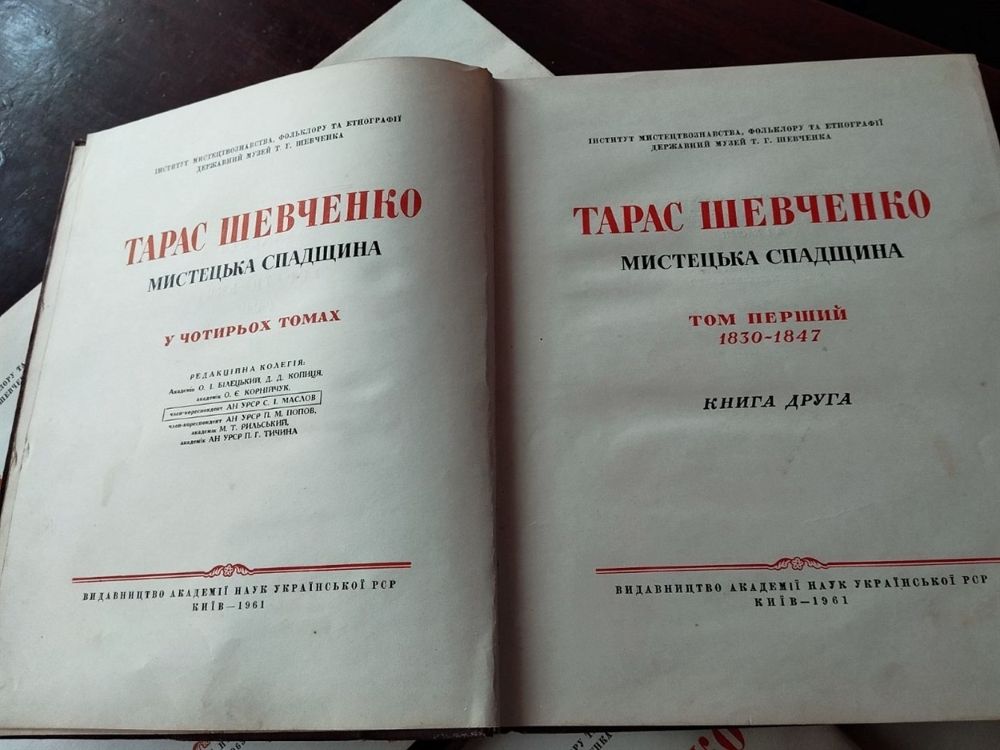 ІНСТИТУТ МИСТЕЦТВОЗНАВСТВА, ФОЛЬКЛОРУ ТА ЕТНОГРАФІЇ
ДЕРЖАВНИЙ МУЗЕЙ Т. Г. ШЕВЧЕНКА
ТАРАС ШЕВЧЕНКО
МИСТЕЦЬКА СПАДЩИНА
У ЧОТИРЬОХ ТОМАХ
РЕДАКЦІЙНА КОЛЕГІЯ:
Академік О. І. БІЛЕЦЬКИЙ, Д. Д. КОПИЦЯ,
академік О. Є. КОРНІЙЧУК,
член-кореспондент АН УРСР С. І. МАСЛОВ
член-кореспондент АН УРСР П. М. ПОПОВ,
академік М. Т. РИЛЬСЬКИЙ,
академік АН УРСР П. Г. ТИЧИНА
ВИДАВНИЦТВО АКАДЕМІЇ НАУК УКРАЇНСЬКОЇ РСР
КИЇВ—1961
ІНСТИТУТ МИСТЕЦТВОЗНАВСТВА, ФОЛЬКЛОРУ ТА ЕТНОГРАФІЇ
ДЕРЖАВНИЙ МУЗЕЙ Т. Г. ШЕВЧЕНКА
ТАРАС ШЕВЧЕНКО
МИСТЕЦЬКА СПАДЩИНА
ТОМ ПЕРШИЙ
1830-1847
КНИГА ДРУГА
ВИДАВНИЦТВО АКАДЕМІЇ НАУК УКРАЇНСЬКОЇ РСР
КИЇВ—1961